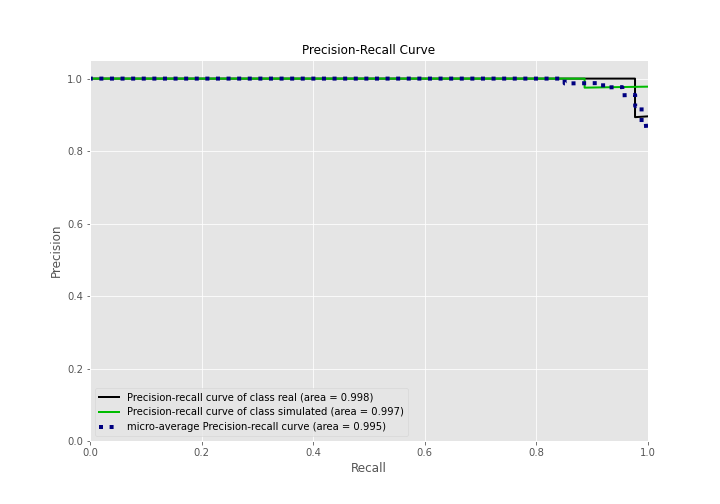 Precision-Recall Curve
1.0
0.8
0.6
0.4
0.2
0.0
Precision
Precision-recall curve of class real (area = 0.998)
Precision-recall curve of class simulated (area = 0.997)
micro-average Precision-recall curve (area = 0.995)
0.0 0.2 0.4 0.6 0.8 1.0
Recall